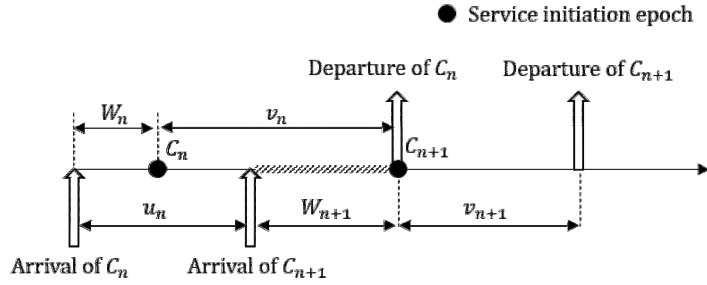 Service initiation epoch
Departure of $C_n$
Departure of $C_{n+1}$
$W_n$
$v_n$
$C_n$
$C_{n+1}$
$u_n$
$W_{n+1}$
$v_{n+1}$
Arrival of $C_n$
Arrival of $C_{n+1}$